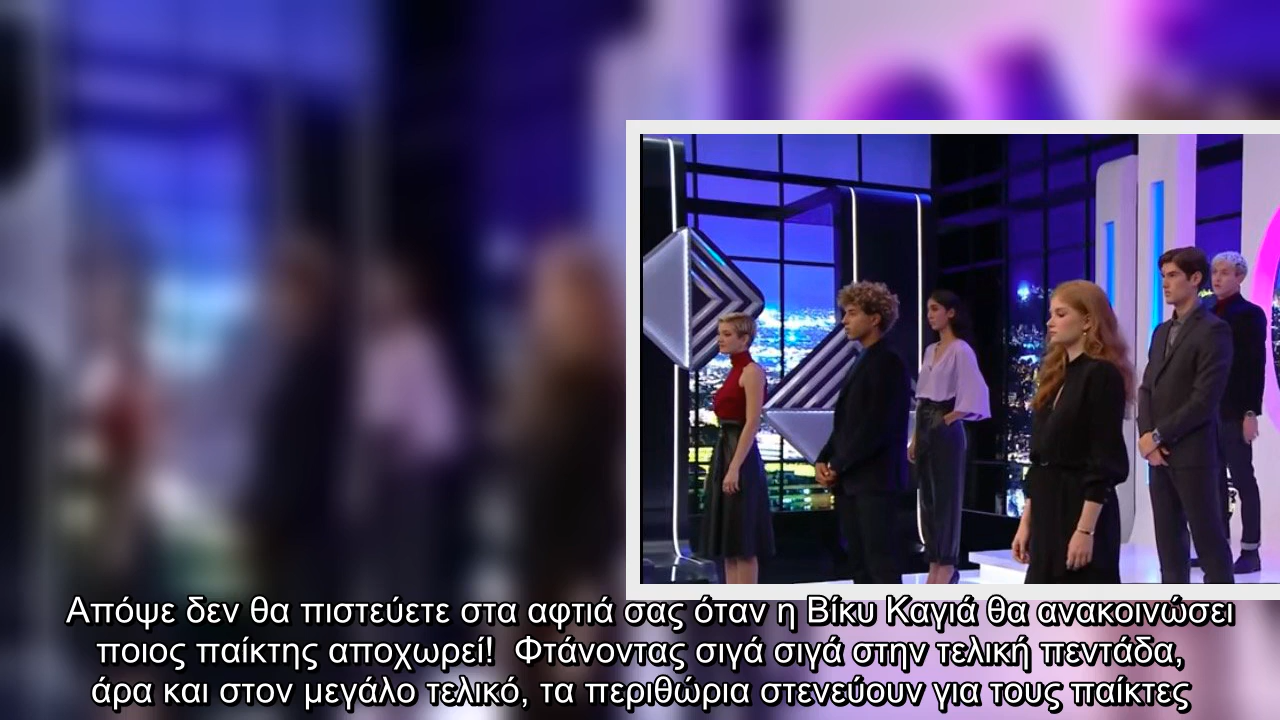 Απόψε δεν θα πιστεύετε στα αφτιά σας όταν η Βίκυ Καγιά θα ανακοινώσει
ποιος παίκτης αποχωρεί!  Φτάνοντας σιγά σιγά στην τελική πεντάδα,
άρα και στον μεγάλο τελικό, τα περιθώρια στενεύουν για τους παίκτες